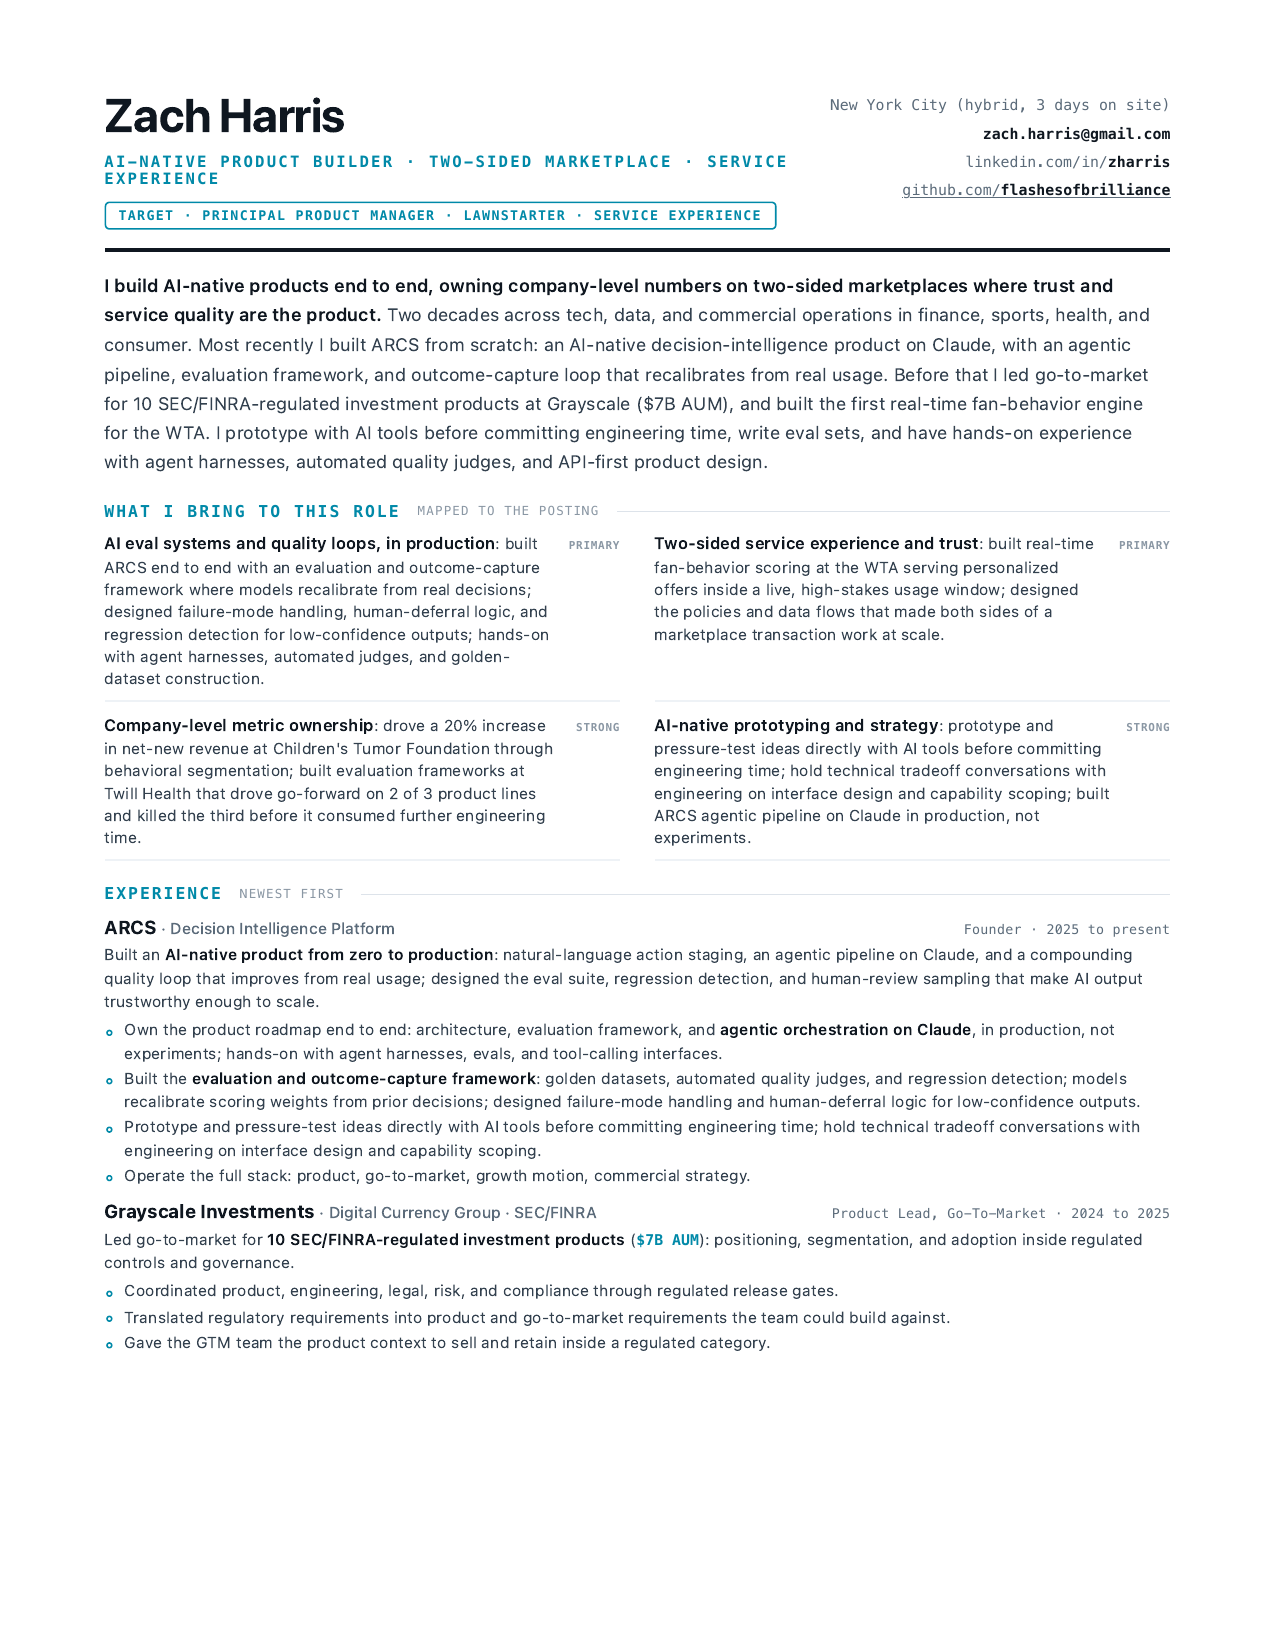 Zach Harris
AI-NATIVE PRODUCT BUILDER · TWO-SIDED MARKETPLACE · SERVICE
EXPERIENCE
TARGET · PRINCIPAL PRODUCT MANAGER · LAWNSTARTER · SERVICE EXPERIENCE
New York City (hybrid, 3 days on site)
zach.harris@gmail.com
linkedin.com/in/zharris
github.com/flashesofbrilliance
I build AI-native products end to end, owning company-level numbers on two-sided marketplaces where trust and
service quality are the product. Two decades across tech, data, and commercial operations in finance, sports, health, and
consumer. Most recently I built ARCS from scratch: an AI-native decision-intelligence product on Claude, with an agentic
pipeline, evaluation framework, and outcome-capture loop that recalibrates from real usage. Before that I led go-to-market
for 10 SEC/FINRA-regulated investment products at Grayscale ($7B AUM), and built the first real-time fan-behavior engine
for the WTA. I prototype with AI tools before committing engineering time, write eval sets, and have hands-on experience
with agent harnesses, automated quality judges, and API-first product design.
WHAT I BRING TO THIS ROLE MAPPED TO THE POSTING
AI eval systems and quality loops, in production: built PRIMARY
ARCS end to end with an evaluation and outcome-capture
framework where models recalibrate from real decisions;
designed failure-mode handling, human-deferral logic, and
regression detection for low-confidence outputs; hands-on
with agent harnesses, automated judges, and golden-
dataset construction.
Two-sided service experience and trust: built real-time PRIMARY
fan-behavior scoring at the WTA serving personalized
offers inside a live, high-stakes usage window; designed
the policies and data flows that made both sides of a
marketplace transaction work at scale.
Company-level metric ownership: drove a 20% increase STRONG
in net-new revenue at Children's Tumor Foundation through
behavioral segmentation; built evaluation frameworks at
Twill Health that drove go-forward on 2 of 3 product lines
and killed the third before it consumed further engineering
time.
AI-native prototyping and strategy: prototype and STRONG
pressure-test ideas directly with AI tools before committing
engineering time; hold technical tradeoff conversations with
engineering on interface design and capability scoping; built
ARCS agentic pipeline on Claude in production, not
experiments.
EXPERIENCE NEWEST FIRST
ARCS · Decision Intelligence Platform Founder · 2025 to present
Built an AI-native product from zero to production: natural-language action staging, an agentic pipeline on Claude, and a compounding
quality loop that improves from real usage; designed the eval suite, regression detection, and human-review sampling that make AI output
trustworthy enough to scale.
Own the product roadmap end to end: architecture, evaluation framework, and agentic orchestration on Claude, in production, not
experiments; hands-on with agent harnesses, evals, and tool-calling interfaces.
Built the evaluation and outcome-capture framework: golden datasets, automated quality judges, and regression detection; models
recalibrate scoring weights from prior decisions; designed failure-mode handling and human-deferral logic for low-confidence outputs.
Prototype and pressure-test ideas directly with AI tools before committing engineering time; hold technical tradeoff conversations with
engineering on interface design and capability scoping.
Operate the full stack: product, go-to-market, growth motion, commercial strategy.
Grayscale Investments · Digital Currency Group · SEC/FINRA Product Lead, Go-To-Market · 2024 to 2025
Led go-to-market for 10 SEC/FINRA-regulated investment products ($7B AUM): positioning, segmentation, and adoption inside regulated
controls and governance.
Coordinated product, engineering, legal, risk, and compliance through regulated release gates.
Translated regulatory requirements into product and go-to-market requirements the team could build against.
Gave the GTM team the product context to sell and retain inside a regulated category.